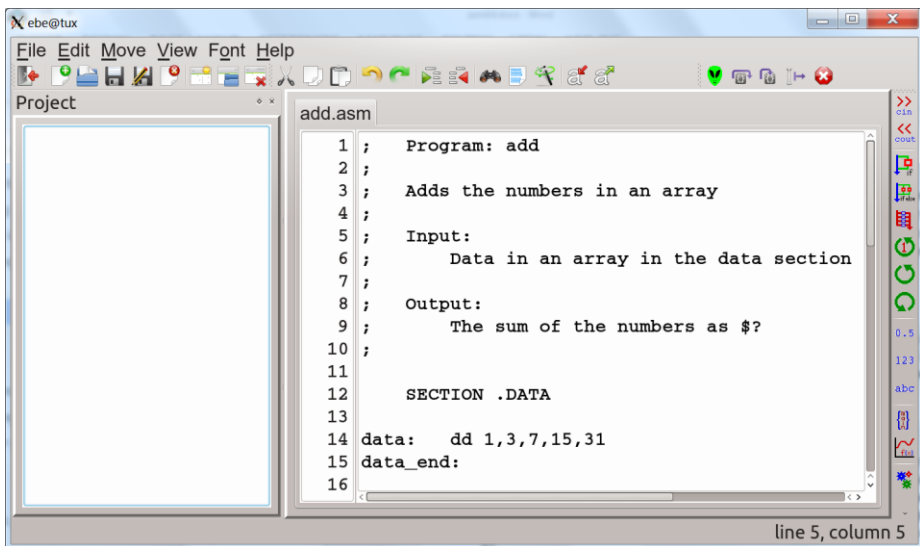 ebe@tux
File Edit Move View Font Help
Project
add.asm
1 ;    Program: add
2 ;
3 ;    Adds the numbers in an array
4 ;
5 ;    Input:
6 ;        Data in an array in the data section
7 ;
8 ;    Output:
9 ;        The sum of the numbers as $?
10 ;
11
12     SECTION .DATA
13
14 data:   dd 1,3,7,15,31
15 data_end:
16
cin
cout
if
if else
0.5
123
abc
f(x)
line 5, column 5